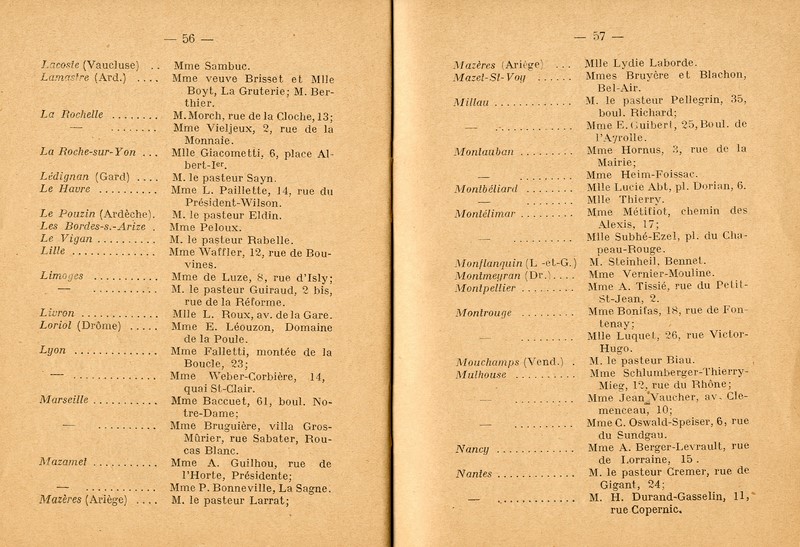 — 56 —
Lacoste (Vaucluse) . . Mme Sambuc.
Lamastre (Ard.) .... Mme veuve Brisset et Mlle
Boyt, La Gruterie; M. Ber-
thier.
La Rochelle ........ M. Morch, rue de la Cloche, 13;
— ........ Mme Vieljeux, 2, rue de la
Monnaie.
La Roche-sur-Yon ... Mlle Giacometti, 6, place Al-
bert-Ier.
Lédignan (Gard) .... M. le pasteur Sayn.
Le Havre .......... Mme L. Paillette, 14, rue du
Président-Wilson.
Le Pouzin (Ardèche). M. le pasteur Eldin.
Les Bordes-s.-Arize . Mme Peloux.
Le Vigan .......... M. le pasteur Rabelle.
Lille .............. Mme Waffler, 12, rue de Bou-
vines.
Limoges ........... Mme de Luze, 8, rue d'Isly;
— ........... M. le pasteur Guiraud, 2 bis,
rue de la Réforme.
Livron ............. Mlle L. Roux, av. de la Gare.
Loriol (Drôme) ..... Mme E. Léouzon, Domaine
de la Poule.
Lyon .............. Mme Falletti, montée de la
Boucle, 23;
— .............. Mme Weber-Corbière, 14,
quai St-Clair.
Marseille ........... Mme Baccuet, 61, boul. No-
tre-Dame;
— .......... Mme Bruguière, villa Gros-
Mûrier, rue Sabater, Rou-
cas Blanc.
Mazamet ........... Mme A. Guilhou, rue de
l'Horte, Présidente;
— ............ Mme P. Bonneville, La Sagne.
Mazères (Ariège) .... M. le pasteur Larrat;
— 57 —
Mazères (Ariège) ... Mlle Lydie Laborde.
Mazel-St-Voy ...... Mmes Bruyère et Blachon,
Bel-Air.
Millau ............. M. le pasteur Pellegrin, 35,
boul. Richard;
— ............. Mme E. Guibert, 25, Boul. de
l'Ayrolle.
Montauban ......... Mme Hornus, 3, rue de la
Mairie;
— ......... Mme Heim-Foissac.
Montbéliard ........ Mlle Lucie Abt, pl. Dorian, 6.
— ........ Mlle Thierry.
Montélimar ......... Mme Métifiot, chemin des
Alexis, 17;
— .......... Mlle Subhé-Ezel, pl. du Cha-
peau-Rouge.
Monflanquin (L.-et-G.) M. Steinheil, Bennet.
Montmeyran (Dr.).... Mme Vernier-Mouline.
Montpellier ......... Mme A. Tissié, rue du Petit-
St-Jean, 2.
Montrouge ......... Mme Bonifas, 18, rue de Fon-
tenay;
— ......... Mlle Luquet, 26, rue Victor-
Hugo.
Mouchamps (Vend.) . M. le pasteur Biau.
Mulhouse .......... Mme Schlumberger-Thierry-
Mieg, 12, rue du Rhône;
— .......... Mme Jean Vaucher, av. Cle-
menceau, 10;
— .......... Mme C. Oswald-Speiser, 6, rue
du Sundgau.
Nancy ............. Mme A. Berger-Levrault, rue
de Lorraine, 15.
Nantes ............. M. le pasteur Cremer, rue de
Gigant, 24;
— ............. M. H. Durand-Gasselin, 11,
rue Copernic.